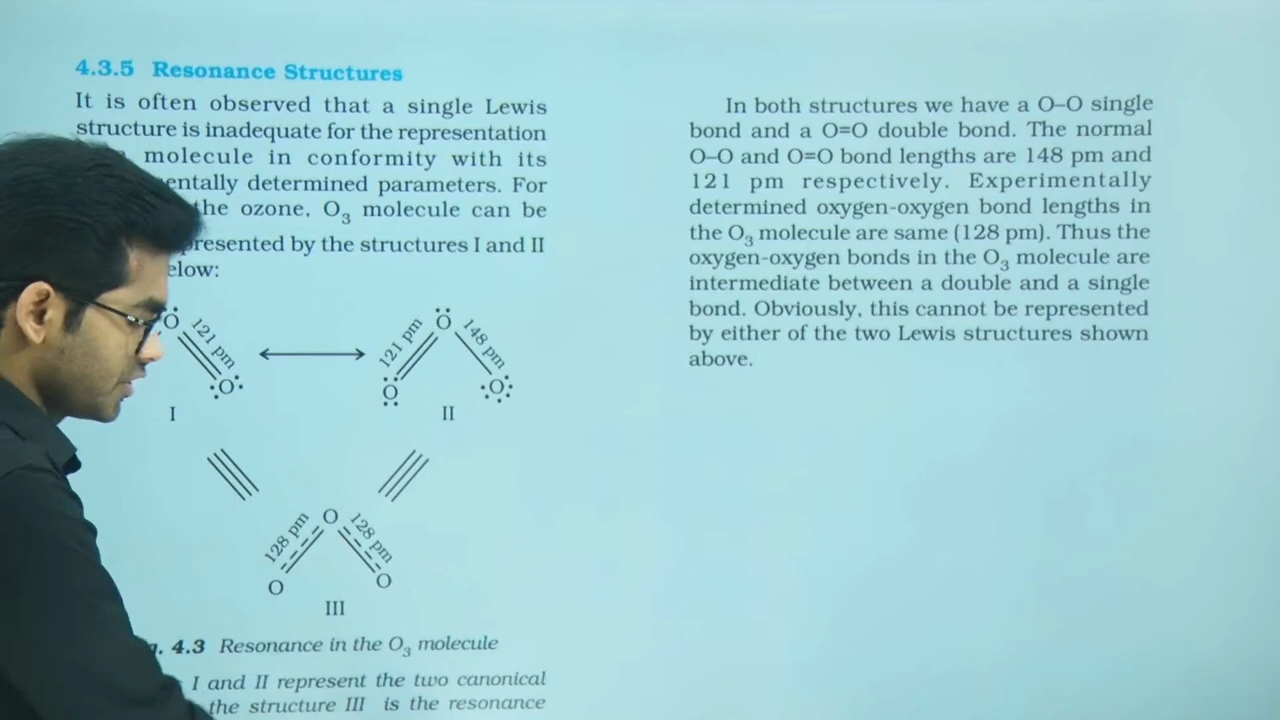 4.3.5 Resonance Structures
It is often observed that a single Lewis
structure is inadequate for the representation
molecule in conformity with its
entally determined parameters. For
the ozone, O₃ molecule can be
presented by the structures I and II
elow:
Ö 121 pm O
I
121 pm Ö 148 pm
O O
II
128 pm O 128 pm
O O
III
. 4.3 Resonance in the O₃ molecule
I and II represent the two canonical
the structure III is the resonance
In both structures we have a O–O single
bond and a O=O double bond. The normal
O–O and O=O bond lengths are 148 pm and
121 pm respectively. Experimentally
determined oxygen-oxygen bond lengths in
the O₃ molecule are same (128 pm). Thus the
oxygen-oxygen bonds in the O₃ molecule are
intermediate between a double and a single
bond. Obviously, this cannot be represented
by either of the two Lewis structures shown
above.